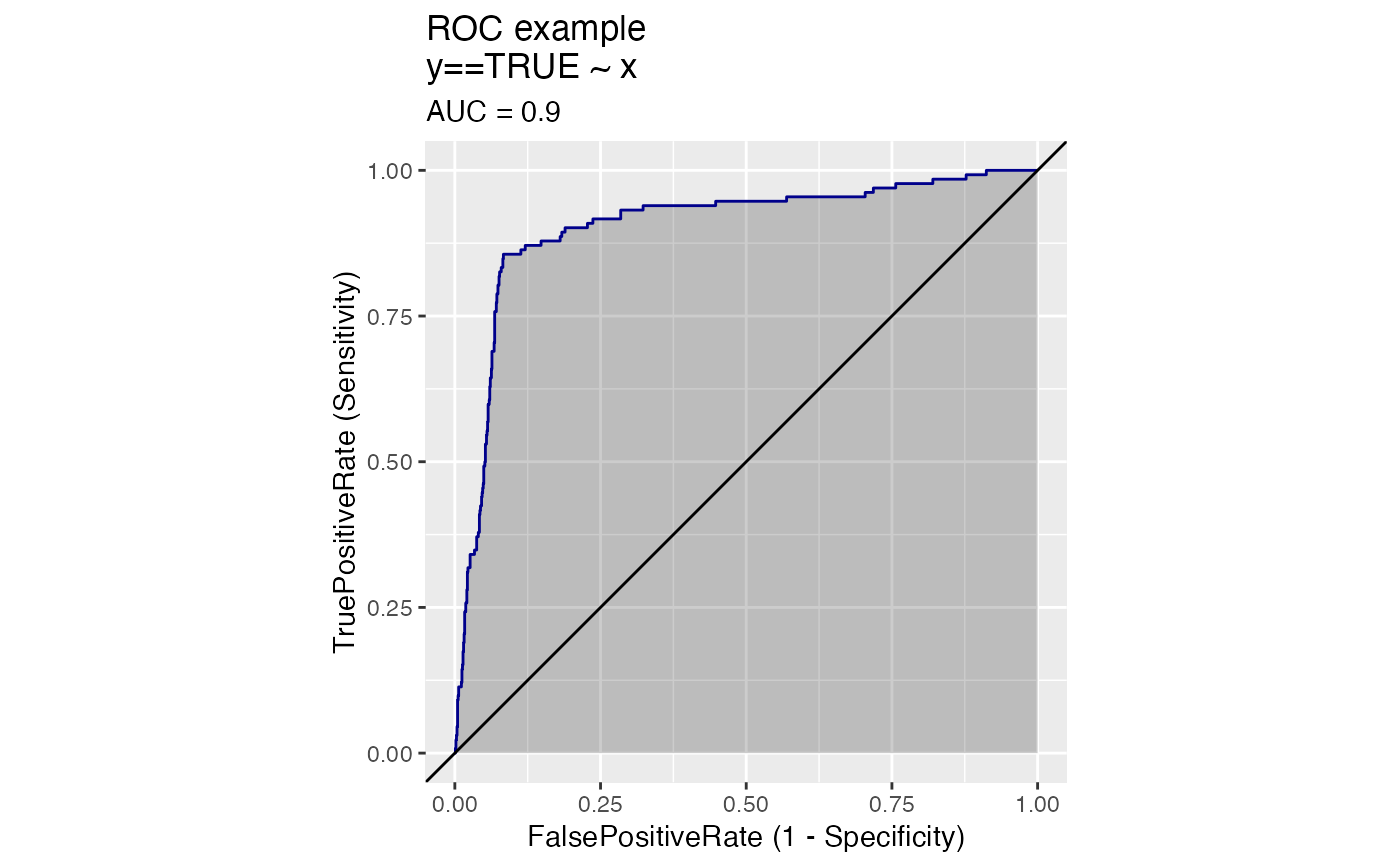 ROC example
y==TRUE ~ x
AUC = 0.9
1.00
0.75
0.50
0.25
0.00
TruePositiveRate (Sensitivity)
0.00 0.25 0.50 0.75 1.00
FalsePositiveRate (1 - Specificity)